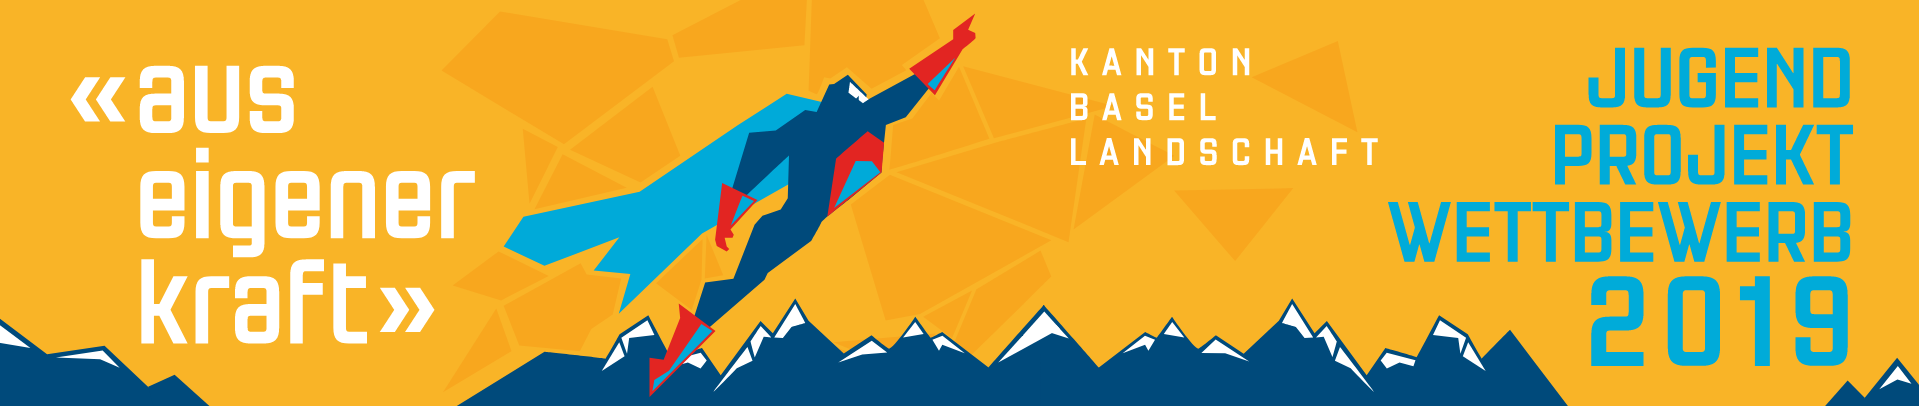 «aus
eigener
kraft»
KANTON
BASEL
LANDSCHAFT
JUGEND
PROJEKT
WETTBEWERB
2019